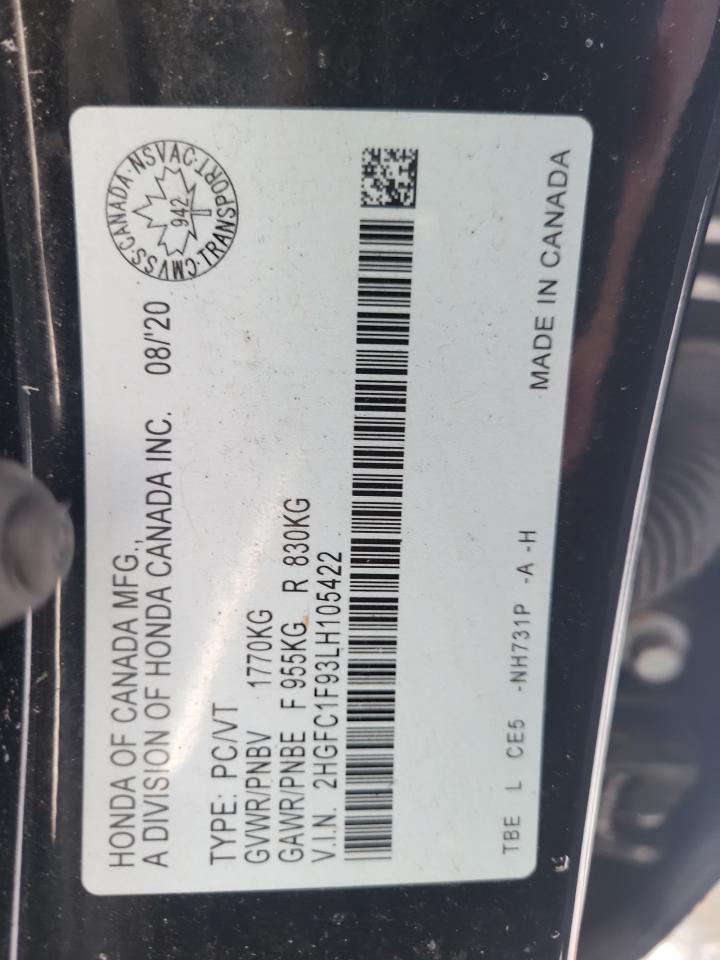 HONDA OF CANADA MFG.,
A DIVISION OF HONDA CANADA INC. 08/'20
CMVSS·CANADA·NSVAC·TRANSPORT
942
TYPE: PC/VT
GVWR/PNBV 1770KG
GAWR/PNBE F 955KG R 830KG
V.I.N. 2HGFC1F93LH105422
TBE L CE5 -NH731P -A -H MADE IN CANADA